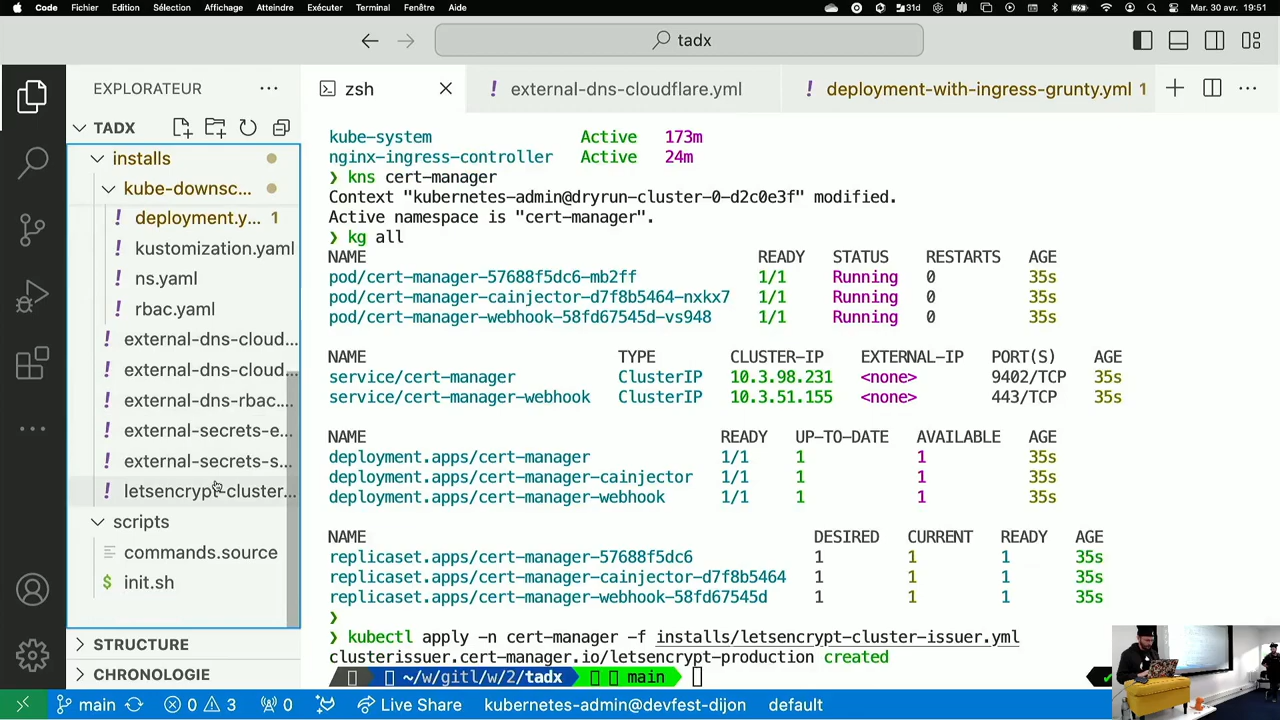 Code Fichier Edition Sélection Affichage Atteindre Exécuter Terminal Fenêtre Aide 31d Mar. 30 avr. 19:51
tadx
EXPLORATEUR
zsh
external-dns-cloudflare.yml
deployment-with-ingress-grunty.yml 1
TADX
installs
kube-downsc...
deployment.y... 1
kustomization.yaml
ns.yaml
rbac.yaml
external-dns-cloud...
external-dns-cloud...
external-dns-rbac....
external-secrets-e...
external-secrets-s...
letsencrypt-cluster...
scripts
commands.source
init.sh
STRUCTURE
CHRONOLOGIE
kube-system Active 173m
nginx-ingress-controller Active 24m
❯ kns cert-manager
Context "kubernetes-admin@dryrun-cluster-0-d2c0e3f" modified.
Active namespace is "cert-manager".
❯ kg all
NAME READY STATUS RESTARTS AGE
pod/cert-manager-57688f5dc6-mb2ff 1/1 Running 0 35s
pod/cert-manager-cainjector-d7f8b5464-nxkx7 1/1 Running 0 35s
pod/cert-manager-webhook-58fd67545d-vs948 1/1 Running 0 35s
NAME TYPE CLUSTER-IP EXTERNAL-IP PORT(S) AGE
service/cert-manager ClusterIP 10.3.98.231 <none> 9402/TCP 35s
service/cert-manager-webhook ClusterIP 10.3.51.155 <none> 443/TCP 35s
NAME READY UP-TO-DATE AVAILABLE AGE
deployment.apps/cert-manager 1/1 1 1 35s
deployment.apps/cert-manager-cainjector 1/1 1 1 35s
deployment.apps/cert-manager-webhook 1/1 1 1 35s
NAME DESIRED CURRENT READY AGE
replicaset.apps/cert-manager-57688f5dc6 1 1 1 35s
replicaset.apps/cert-manager-cainjector-d7f8b5464 1 1 1 35s
replicaset.apps/cert-manager-webhook-58fd67545d 1 1 1 35s
❯
❯ kubectl apply -n cert-manager -f installs/letsencrypt-cluster-issuer.yml
clusterissuer.cert-manager.io/letsencrypt-production created
~/w/gitl/w/2/tadx main
main 0 3 0 Live Share kubernetes-admin@devfest-dijon default